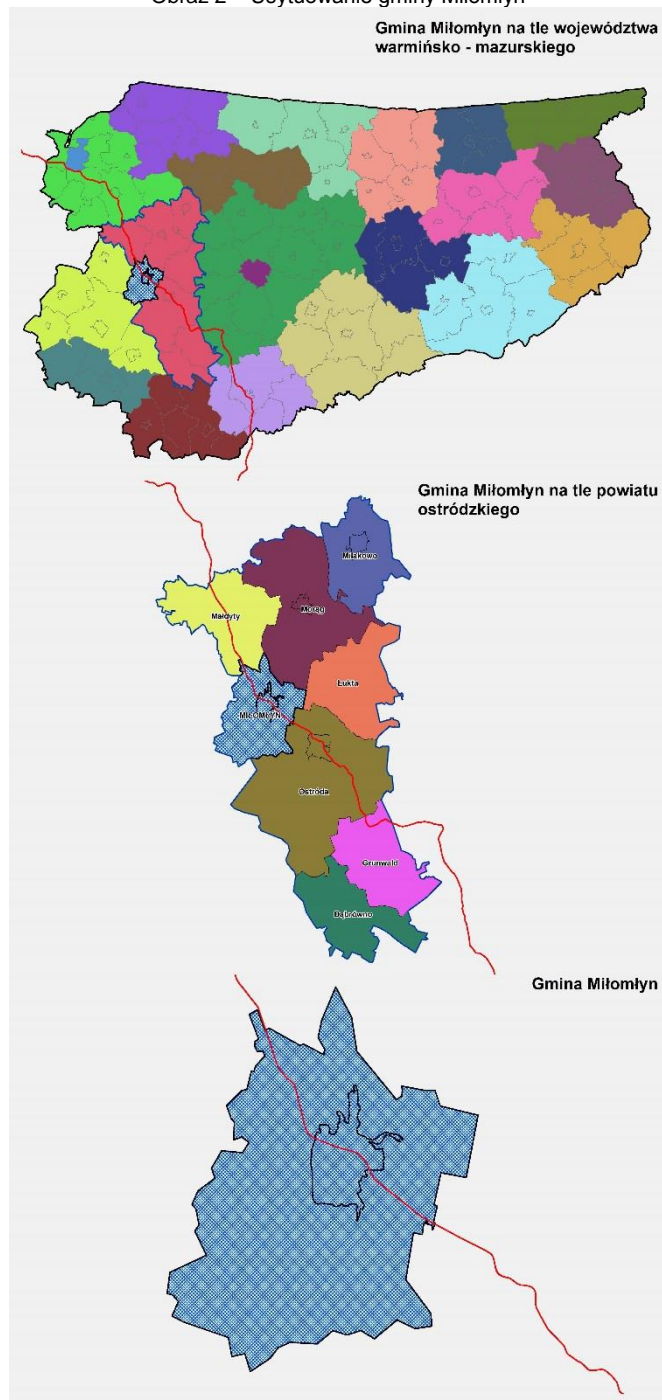 Obraz 2 – Usytuowanie gminy Miłomłyn
Gmina Miłomłyn na tle województwa
warmińsko - mazurskiego
Gmina Miłomłyn na tle powiatu
ostródzkiego
Miłakowo
Małdyty
Morąg
Łukta
MIŁOMŁYN
Ostróda
Grunwald
Dąbrówno
Gmina Miłomłyn